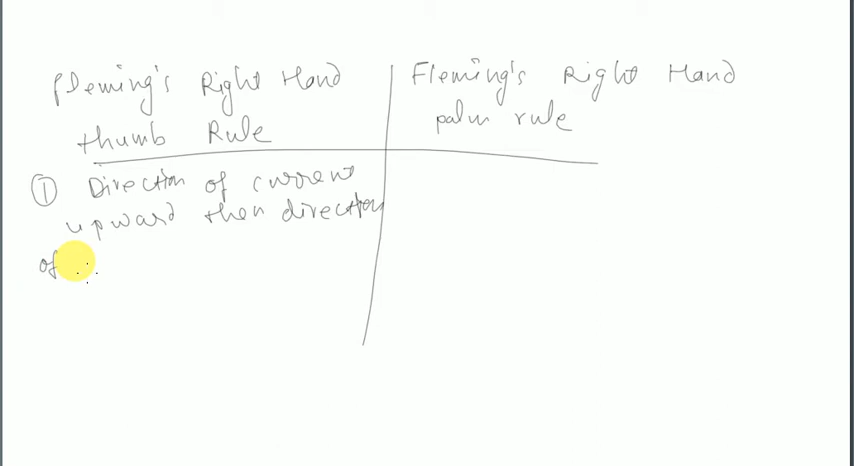 Fleming's Right Hand
thumb Rule
Fleming's Right Hand
palm rule
① Direction of current
upward then direction
of